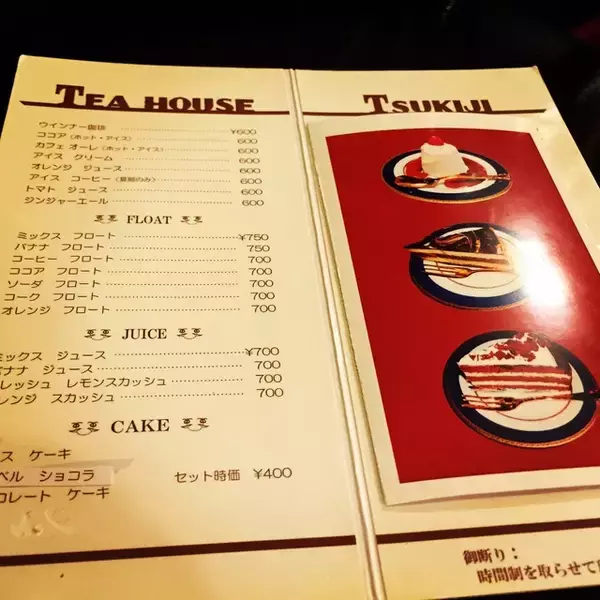 TEA HOUSE
ウインナー珈琲 ¥600
ココア(ホット・アイス) 600
カフェ オーレ(ホット・アイス) 600
アイス クリーム 600
オレンジ ジュース 600
アイス コーヒー(夏期のみ) 600
トマト ジュース 600
ジンジャーエール 600
FLOAT
ミックス フロート ¥750
バナナ フロート 750
コーヒー フロート 700
ココア フロート 700
ソーダ フロート 700
コーク フロート 700
オレンジ フロート 700
JUICE
ミックス ジュース ¥700
バナナ ジュース 700
レッシュ レモンスカッシュ 700
レンジ スカッシュ 700
CAKE
ス ケーキ
ベル ショコラ セット時価 ¥400
コレート ケーキ
TSUKIJI
御断り:
時間制を取らせて